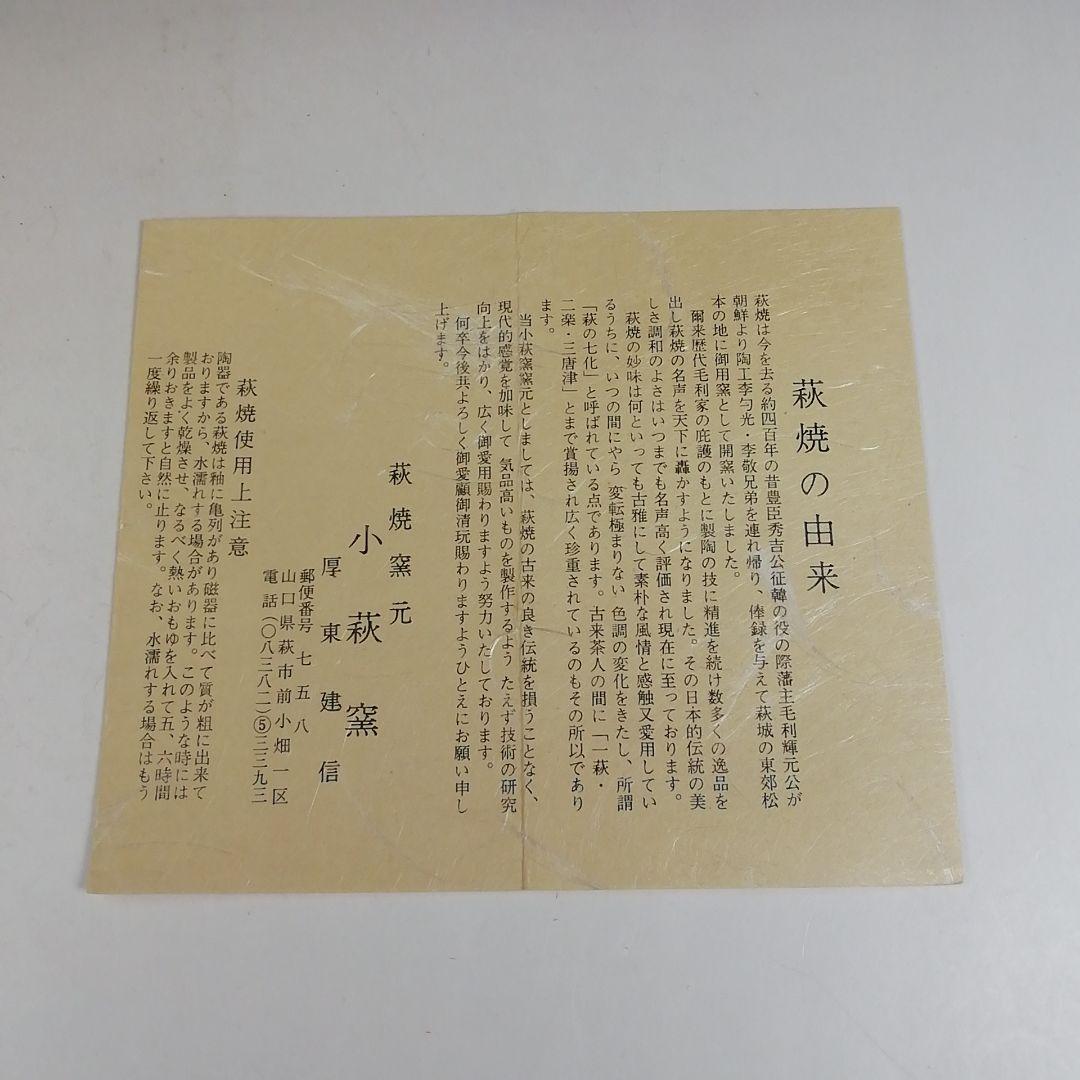 萩焼の由来
萩焼は今を去る約四百年の昔豊臣秀吉公征韓の役の際藩主毛利輝元公が
朝鮮より陶工李勺光・李敬兄弟を連れ帰り、俸録を与えて萩城の東郊松
本の地に御用窯として開窯いたしました。
爾来歴代毛利家の庇護のもとに製陶の技に精進を続け数多くの逸品を
出し萩焼の名声を天下に轟かすようになりました。その日本的伝統の美
しさ調和のよさはいつまでも名声高く評価され現在に至っております。
萩焼の妙味は何といっても古雅にして素朴な風情と感触又愛用してい
るうちに、いつの間にやら 変転極まりない 色調の変化をきたし、所謂
「萩の七化」と呼ばれている点であります。古来茶人の間に「一萩・
二楽・三唐津」とまで賞揚され広く珍重されているのもその所以であり
ます。
当小萩窯窯元としましては、萩焼の古来の良き伝統を損うことなく、
現代的感覚を加味して 気品高いものを製作するよう たえず技術の研究
向上をはかり、広く御愛用賜わりますよう努力いたしております。
何卒今後共よろしく御愛顧御清玩賜わりますようひとえにお願い申し
上げます。
萩焼窯元
小萩窯
厚東建信
郵便番号 七五八
山口県萩市前小畑一区
電話(〇八三八二)⑤三三九三
萩焼使用上注意
陶器である萩焼は釉に亀列があり磁器に比べて質が粗に出来て
おりますから、水濡れする場合があります。このような時には
製品をよく乾燥させ、なるべく熱いおもゆを入れて五、六時間
余りおきますと自然に止ります。なお、水濡れする場合はもう
一度繰り返して下さい。